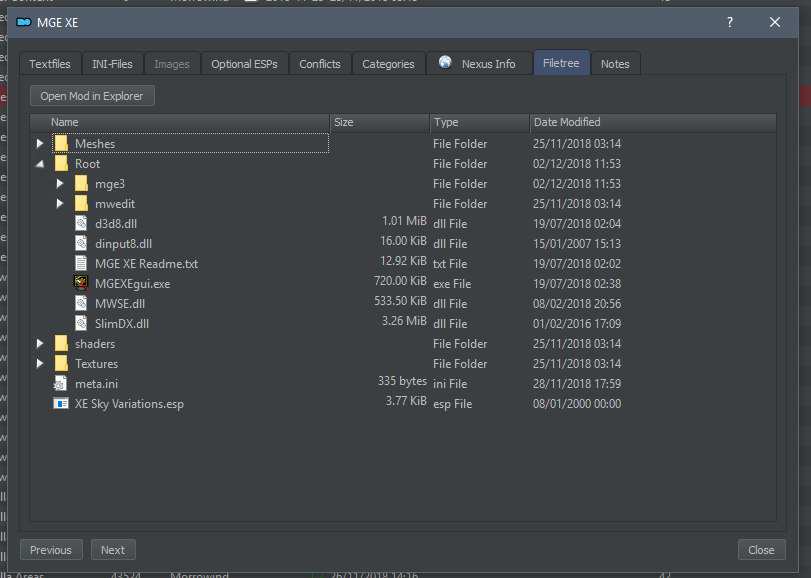 MGE XE
Textfiles INI-Files Images Optional ESPs Conflicts Categories Nexus Info Filetree Notes
Open Mod in Explorer
Name Size Type Date Modified
Meshes File Folder 25/11/2018 03:14
Root File Folder 02/12/2018 11:53
mge3 File Folder 02/12/2018 11:53
mwedit File Folder 25/11/2018 03:14
d3d8.dll 1.01 MiB dll File 19/07/2018 02:04
dinput8.dll 16.00 KiB dll File 15/01/2007 15:13
MGE XE Readme.txt 12.92 KiB txt File 19/07/2018 02:02
MGEXEgui.exe 720.00 KiB exe File 19/07/2018 02:38
MWSE.dll 533.50 KiB dll File 08/02/2018 20:56
SlimDX.dll 3.26 MiB dll File 01/02/2016 17:09
shaders File Folder 25/11/2018 03:14
Textures File Folder 25/11/2018 03:14
meta.ini 335 bytes ini File 28/11/2018 17:59
XE Sky Variations.esp 3.77 KiB esp File 08/01/2000 00:00
Previous Next Close